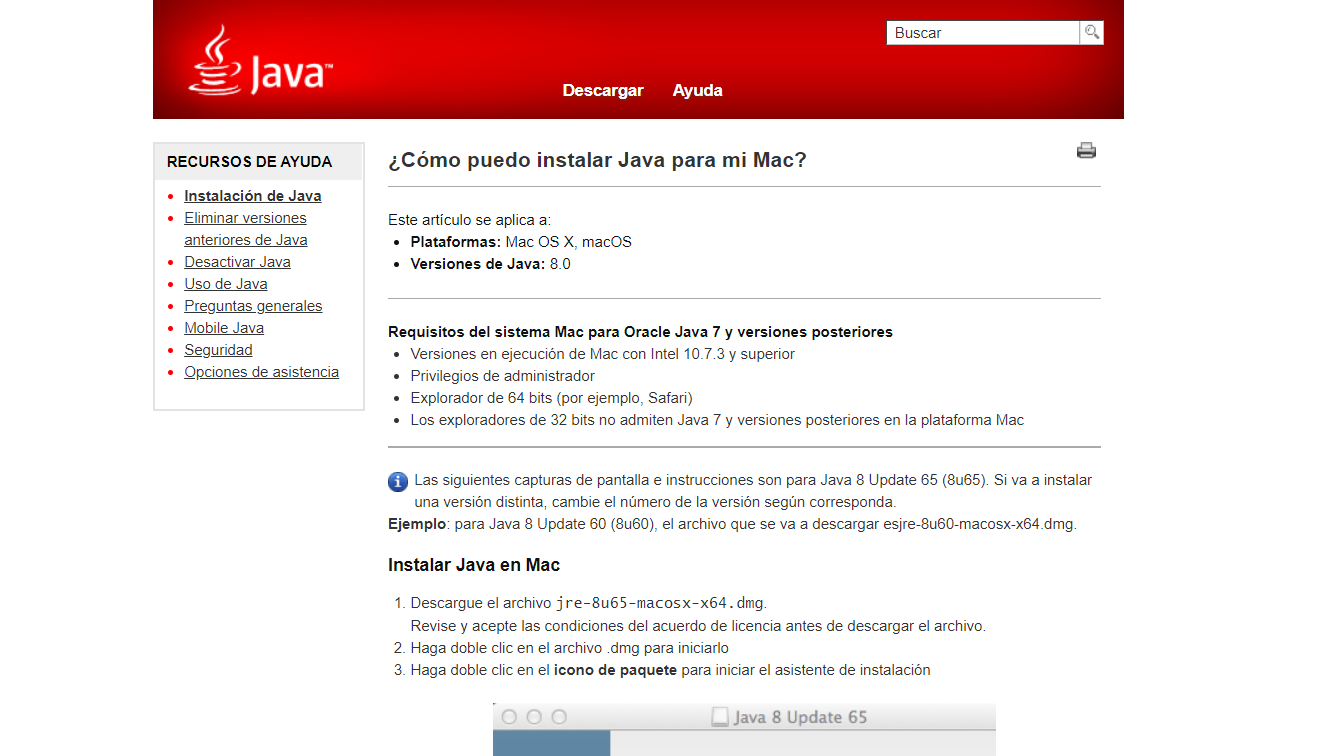 Java™
Buscar
Descargar Ayuda
RECURSOS DE AYUDA
Instalación de Java
Eliminar versiones
anteriores de Java
Desactivar Java
Uso de Java
Preguntas generales
Mobile Java
Seguridad
Opciones de asistencia
¿Cómo puedo instalar Java para mi Mac?
Este artículo se aplica a:
Plataformas: Mac OS X, macOS
Versiones de Java: 8.0
Requisitos del sistema Mac para Oracle Java 7 y versiones posteriores
Versiones en ejecución de Mac con Intel 10.7.3 y superior
Privilegios de administrador
Explorador de 64 bits (por ejemplo, Safari)
Los exploradores de 32 bits no admiten Java 7 y versiones posteriores en la plataforma Mac
Las siguientes capturas de pantalla e instrucciones son para Java 8 Update 65 (8u65). Si va a instalar
una versión distinta, cambie el número de la versión según corresponda.
Ejemplo: para Java 8 Update 60 (8u60), el archivo que se va a descargar esjre-8u60-macosx-x64.dmg.
Instalar Java en Mac
1. Descargue el archivo jre-8u65-macosx-x64.dmg.
Revise y acepte las condiciones del acuerdo de licencia antes de descargar el archivo.
2. Haga doble clic en el archivo .dmg para iniciarlo
3. Haga doble clic en el icono de paquete para iniciar el asistente de instalación
Java 8 Update 65